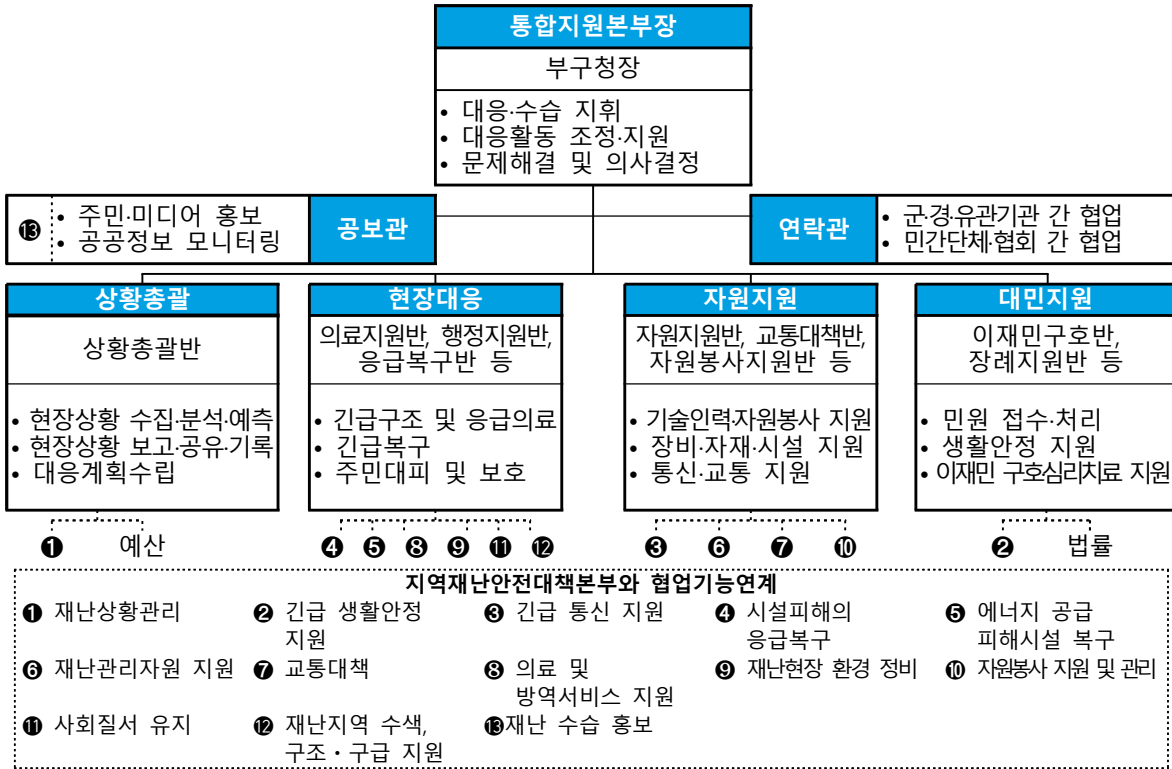 통합지원본부장
부구청장
• 대응·수습 지휘
• 대응활동 조정·지원
• 문제해결 및 의사결정
⓭
• 주민·미디어 홍보
• 공공정보 모니터링
공보관
연락관
• 군·경·유관기관 간 협업
• 민간단체·협회 간 협업
상황총괄
상황총괄반
• 현장상황 수집·분석·예측
• 현장상황 보고·공유·기록
• 대응계획수립
❶ 예산
현장대응
의료지원반, 행정지원반,
응급복구반 등
• 긴급구조 및 응급의료
• 긴급복구
• 주민대피 및 보호
❹ ❺ ❽ ❾ ⓫ ⓬
자원지원
자원지원반, 교통대책반,
자원봉사지원반 등
• 기술인력·자원봉사 지원
• 장비·자재·시설 지원
• 통신·교통 지원
❸ ❻ ❼ ❿
대민지원
이재민구호반,
장례지원반 등
• 민원 접수·처리
• 생활안정 지원
• 이재민 구호심리치료 지원
❷ 법률
지역재난안전대책본부와 협업기능연계
❶ 재난상황관리
❷ 긴급 생활안정
지원
❸ 긴급 통신 지원
❹ 시설피해의
응급복구
❺ 에너지 공급
피해시설 복구
❻ 재난관리자원 지원
❼ 교통대책
❽ 의료 및
방역서비스 지원
❾ 재난현장 환경 정비
❿ 자원봉사 지원 및 관리
⓫ 사회질서 유지
⓬ 재난지역 수색,
구조·구급 지원
⓭재난 수습 홍보